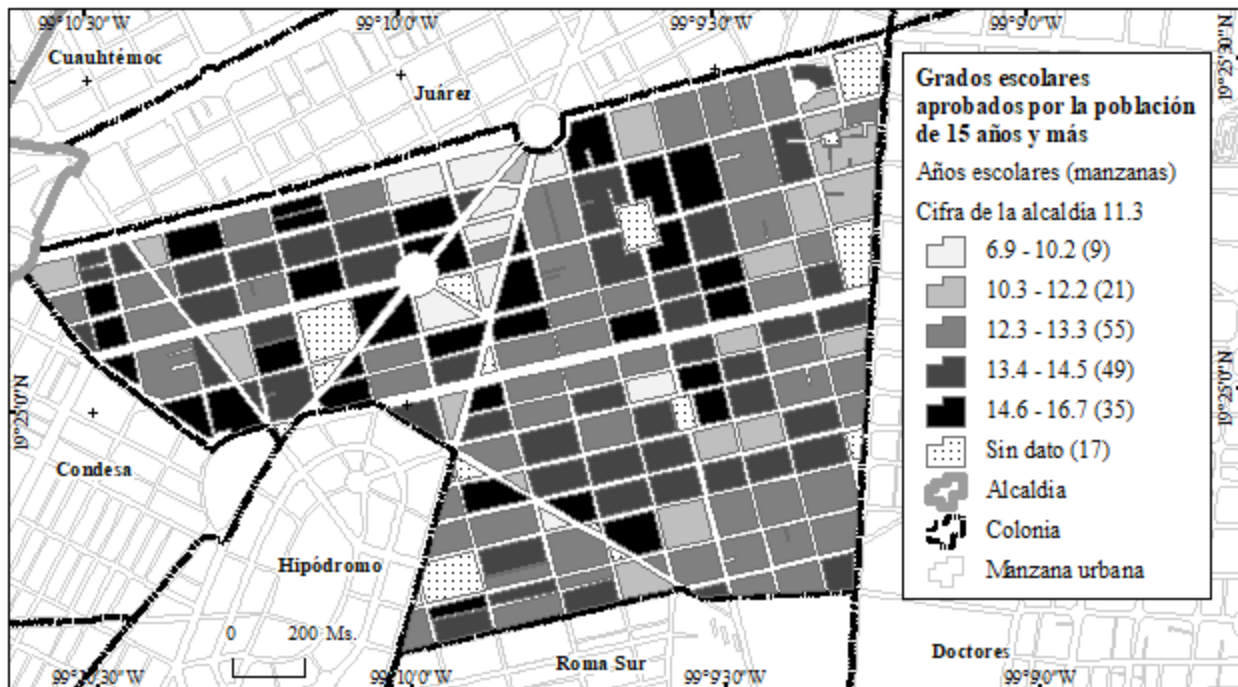 99°10'30"W
99°10'0"W
99°9'30"W
99°9'0"W
Cuauhtémoc
Juárez
19°25'30"N
Grados escolares
aprobados por la población
de 15 años y más
Años escolares (manzanas)
Cifra de la alcaldía 11.3
6.9 - 10.2 (9)
10.3 - 12.2 (21)
12.3 - 13.3 (55)
13.4 - 14.5 (49)
14.6 - 16.7 (35)
Sin dato (17)
Alcaldia
Colonia
Manzana urbana
19°25'0"N
19°25'0"N
Condesa
Hipódromo
0 200 Ms.
Roma Sur
Doctores
99°10'30"W
99°10'0"W
99°9'30"W
99°9'0"W